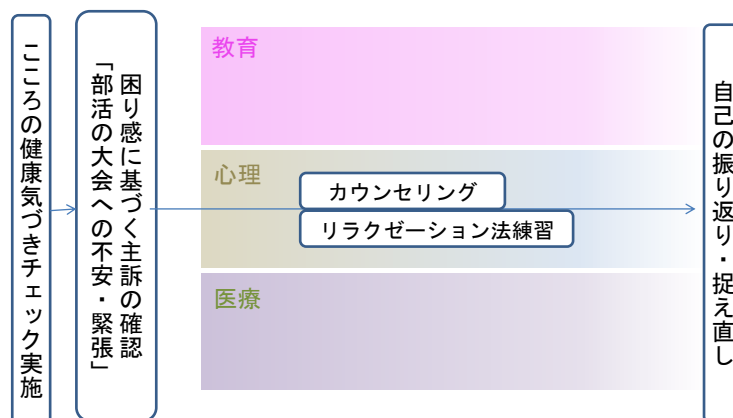 こころの健康気づきチェック実施
困り感に基づく主訴の確認
「部活の大会への不安・緊張」
教育
心理
カウンセリング
リラクゼーション法練習
医療
自己の振り返り・捉え直し